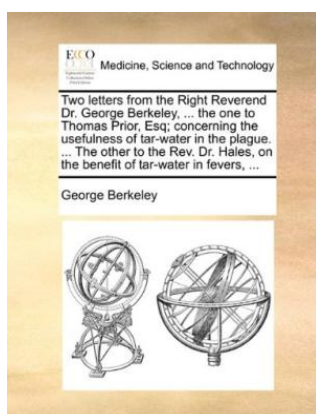 ECCO
Medicine, Science and Technology
Two letters from the Right Reverend
Dr. George Berkeley, ... the one to
Thomas Prior, Esq; concerning the
usefulness of tar-water in the plague.
... The other to the Rev. Dr. Hales, on
the benefit of tar-water in fevers, ...
George Berkeley